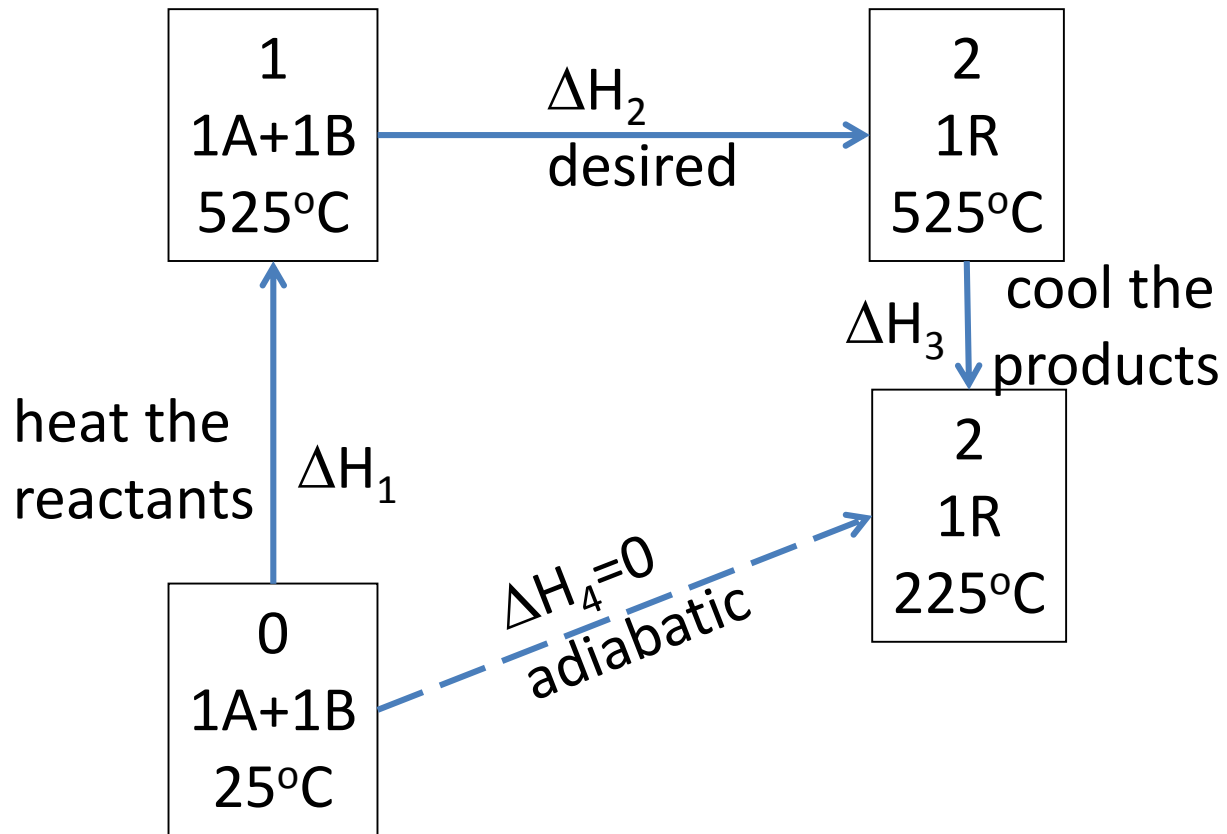 1
1A+1B
525°C
ΔH₂
desired
2
1R
525°C
heat the
reactants
ΔH₁
ΔH₃
cool the
products
0
1A+1B
25°C
ΔH₄=0
adiabatic
2
1R
225°C